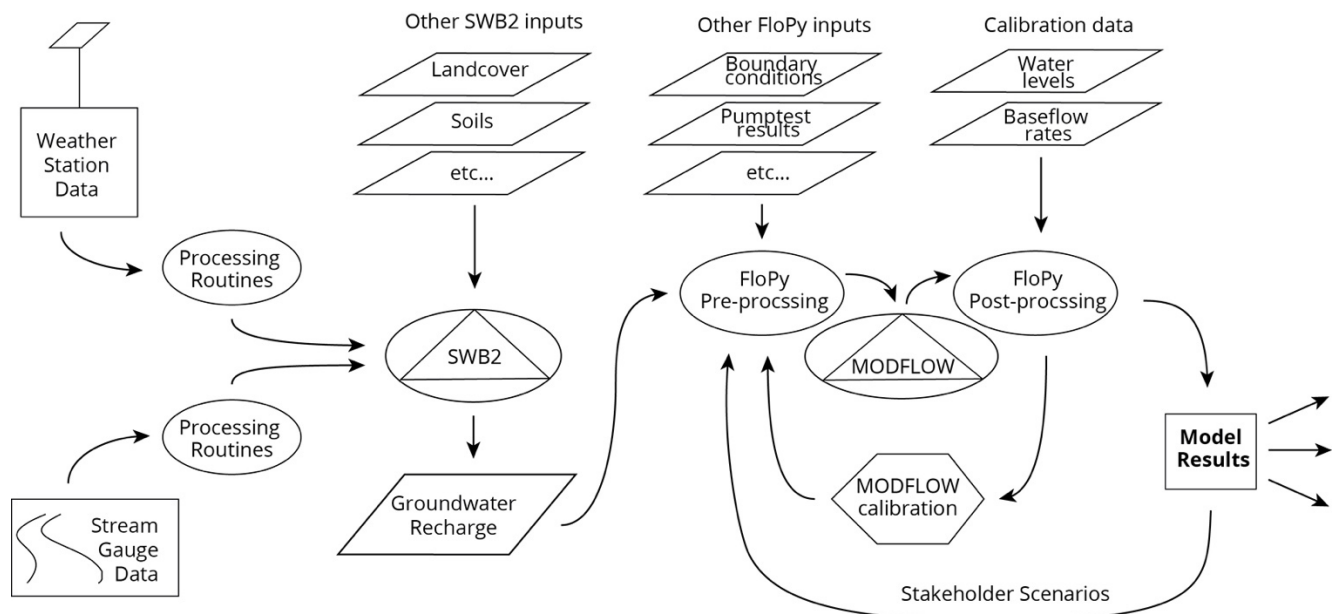 Other SWB2 inputs
Other FloPy inputs
Calibration data
Landcover
Soils
etc...
Boundary
conditions
Pumptest
results
etc...
Water
levels
Baseflow
rates
Weather
Station
Data
Processing
Routines
FloPy
Pre-procssing
FloPy
Post-procssing
SWB2
MODFLOW
Processing
Routines
Stream
Gauge
Data
Groundwater
Recharge
MODFLOW
calibration
Model
Results
Stakeholder Scenarios